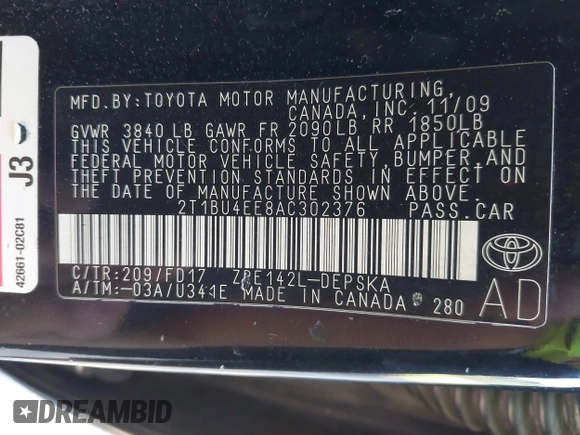 MFD. BY: TOYOTA MOTOR MANUFACTURING,
CANADA, INC. 11/09
GVWR 3840 LB GAWR FR 2090LB RR 1850LB
THIS VEHICLE CONFORMS TO ALL APPLICABLE
FEDERAL MOTOR VEHICLE SAFETY, BUMPER, AND
THEFT PREVENTION STANDARDS IN EFFECT ON
THE DATE OF MANUFACTURE SHOWN ABOVE.
2T1BU4EE8AC302376 PASS. CAR
C/TR: 209/FD17 ZRE142L-DEPSKA
A/TM: -03A/U341E MADE IN CANADA 280
AD
TOYOTA
J3
42661-02C81
DREAMBID